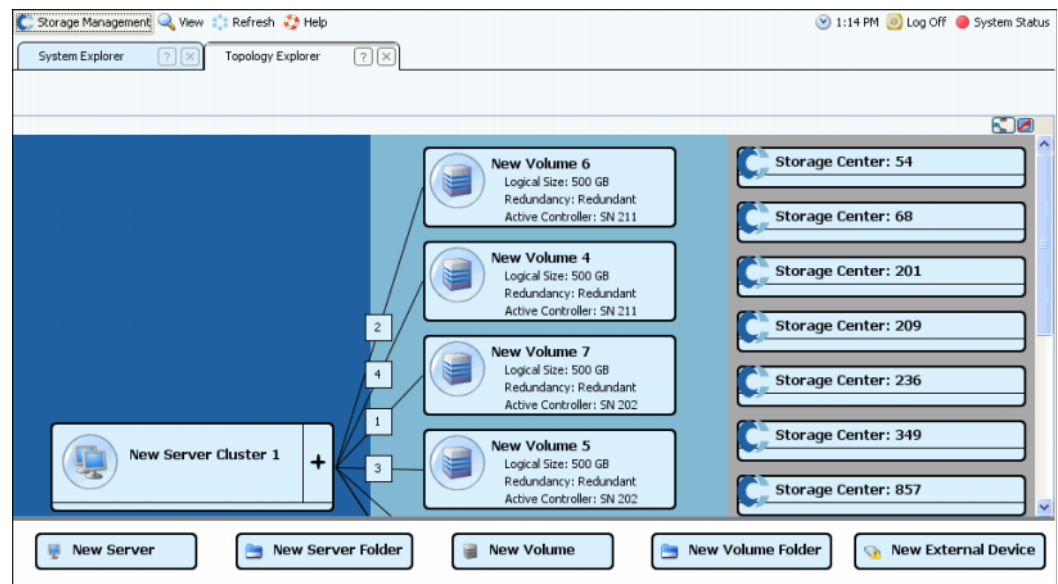 Storage Management View Refresh Help 1:14 PM Log Off System Status
System Explorer ? X Topology Explorer ? X
New Volume 6
Logical Size: 500 GB
Redundancy: Redundant
Active Controller: SN 211
New Volume 4
Logical Size: 500 GB
Redundancy: Redundant
Active Controller: SN 211
New Volume 7
Logical Size: 500 GB
Redundancy: Redundant
Active Controller: SN 202
New Volume 5
Logical Size: 500 GB
Redundancy: Redundant
Active Controller: SN 202
2
4
1
3
New Server Cluster 1 +
Storage Center: 54
Storage Center: 68
Storage Center: 201
Storage Center: 209
Storage Center: 236
Storage Center: 349
Storage Center: 857
New Server New Server Folder New Volume New Volume Folder New External Device